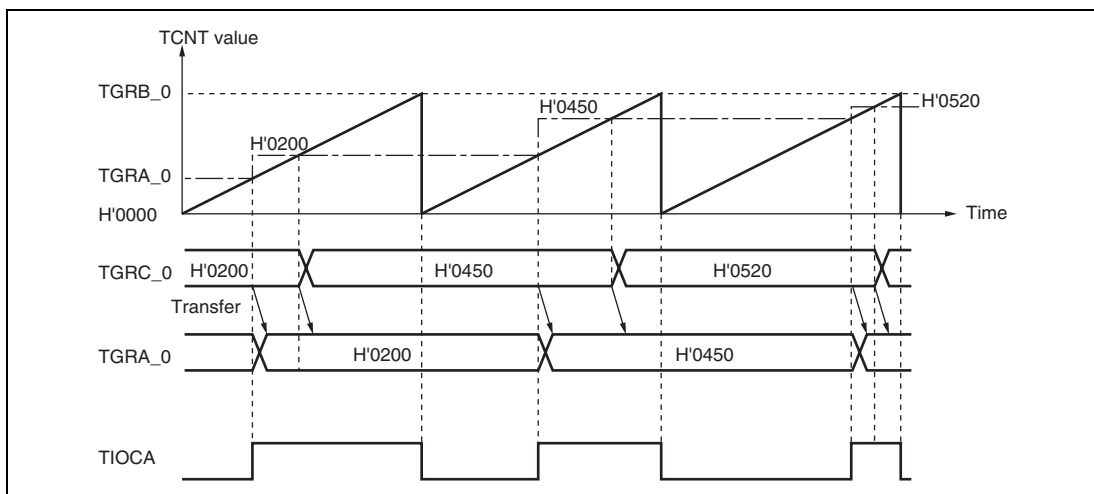 TCNT value
TGRB_0
H'0520
H'0450
H'0200
TGRA_0
H'0000
Time
TGRC_0
H'0200
H'0450
H'0520
Transfer
TGRA_0
H'0200
H'0450
TIOCA